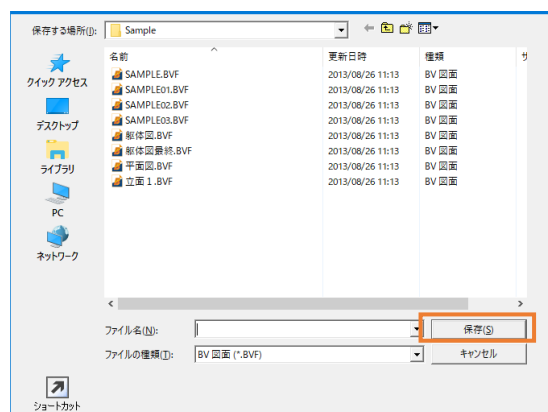 保存する場所(I): Sample
名前 更新日時 種類 サ
SAMPLE.BVF 2013/08/26 11:13 BV 図面
SAMPLE01.BVF 2013/08/26 11:13 BV 図面
SAMPLE02.BVF 2013/08/26 11:13 BV 図面
SAMPLE03.BVF 2013/08/26 11:13 BV 図面
躯体図.BVF 2013/08/26 11:13 BV 図面
躯体図最終.BVF 2013/08/26 11:13 BV 図面
平面図.BVF 2013/08/26 11:13 BV 図面
立面１.BVF 2013/08/26 11:13 BV 図面
クイック アクセス
デスクトップ
ライブラリ
PC
ネットワーク
ファイル名(N): 保存(S)
ファイルの種類(T): BV 図面 (*.BVF) キャンセル
ショートカット